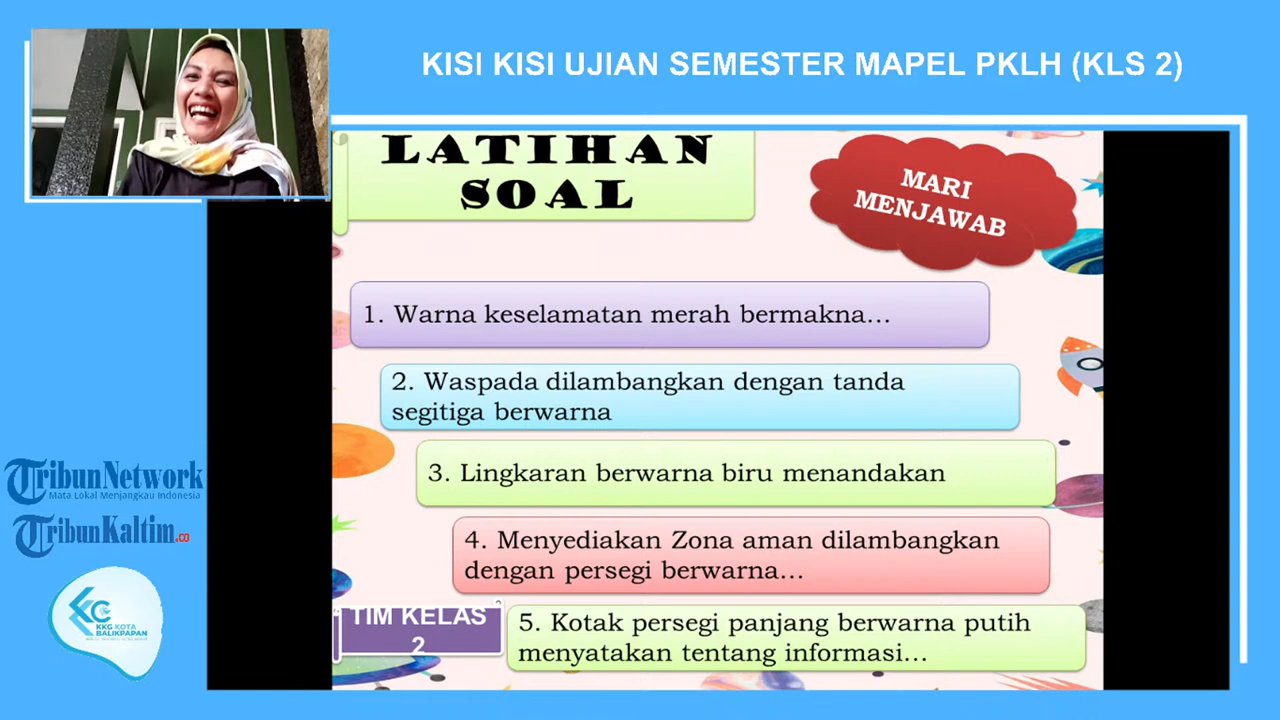 KISI KISI UJIAN SEMESTER MAPEL PKLH (KLS 2)
LATIHAN
SOAL
MARI
MENJAWAB
1. Warna keselamatan merah bermakna...
2. Waspada dilambangkan dengan tanda
segitiga berwarna
3. Lingkaran berwarna biru menandakan
4. Menyediakan Zona aman dilambangkan
dengan persegi berwarna...
5. Kotak persegi panjang berwarna putih
menyatakan tentang informasi...
TIM KELAS
2
TribunNetwork
Mata Lokal Menjangkau Indonesia
TribunKaltim.co
KKG KOTA
BALIKPAPAN